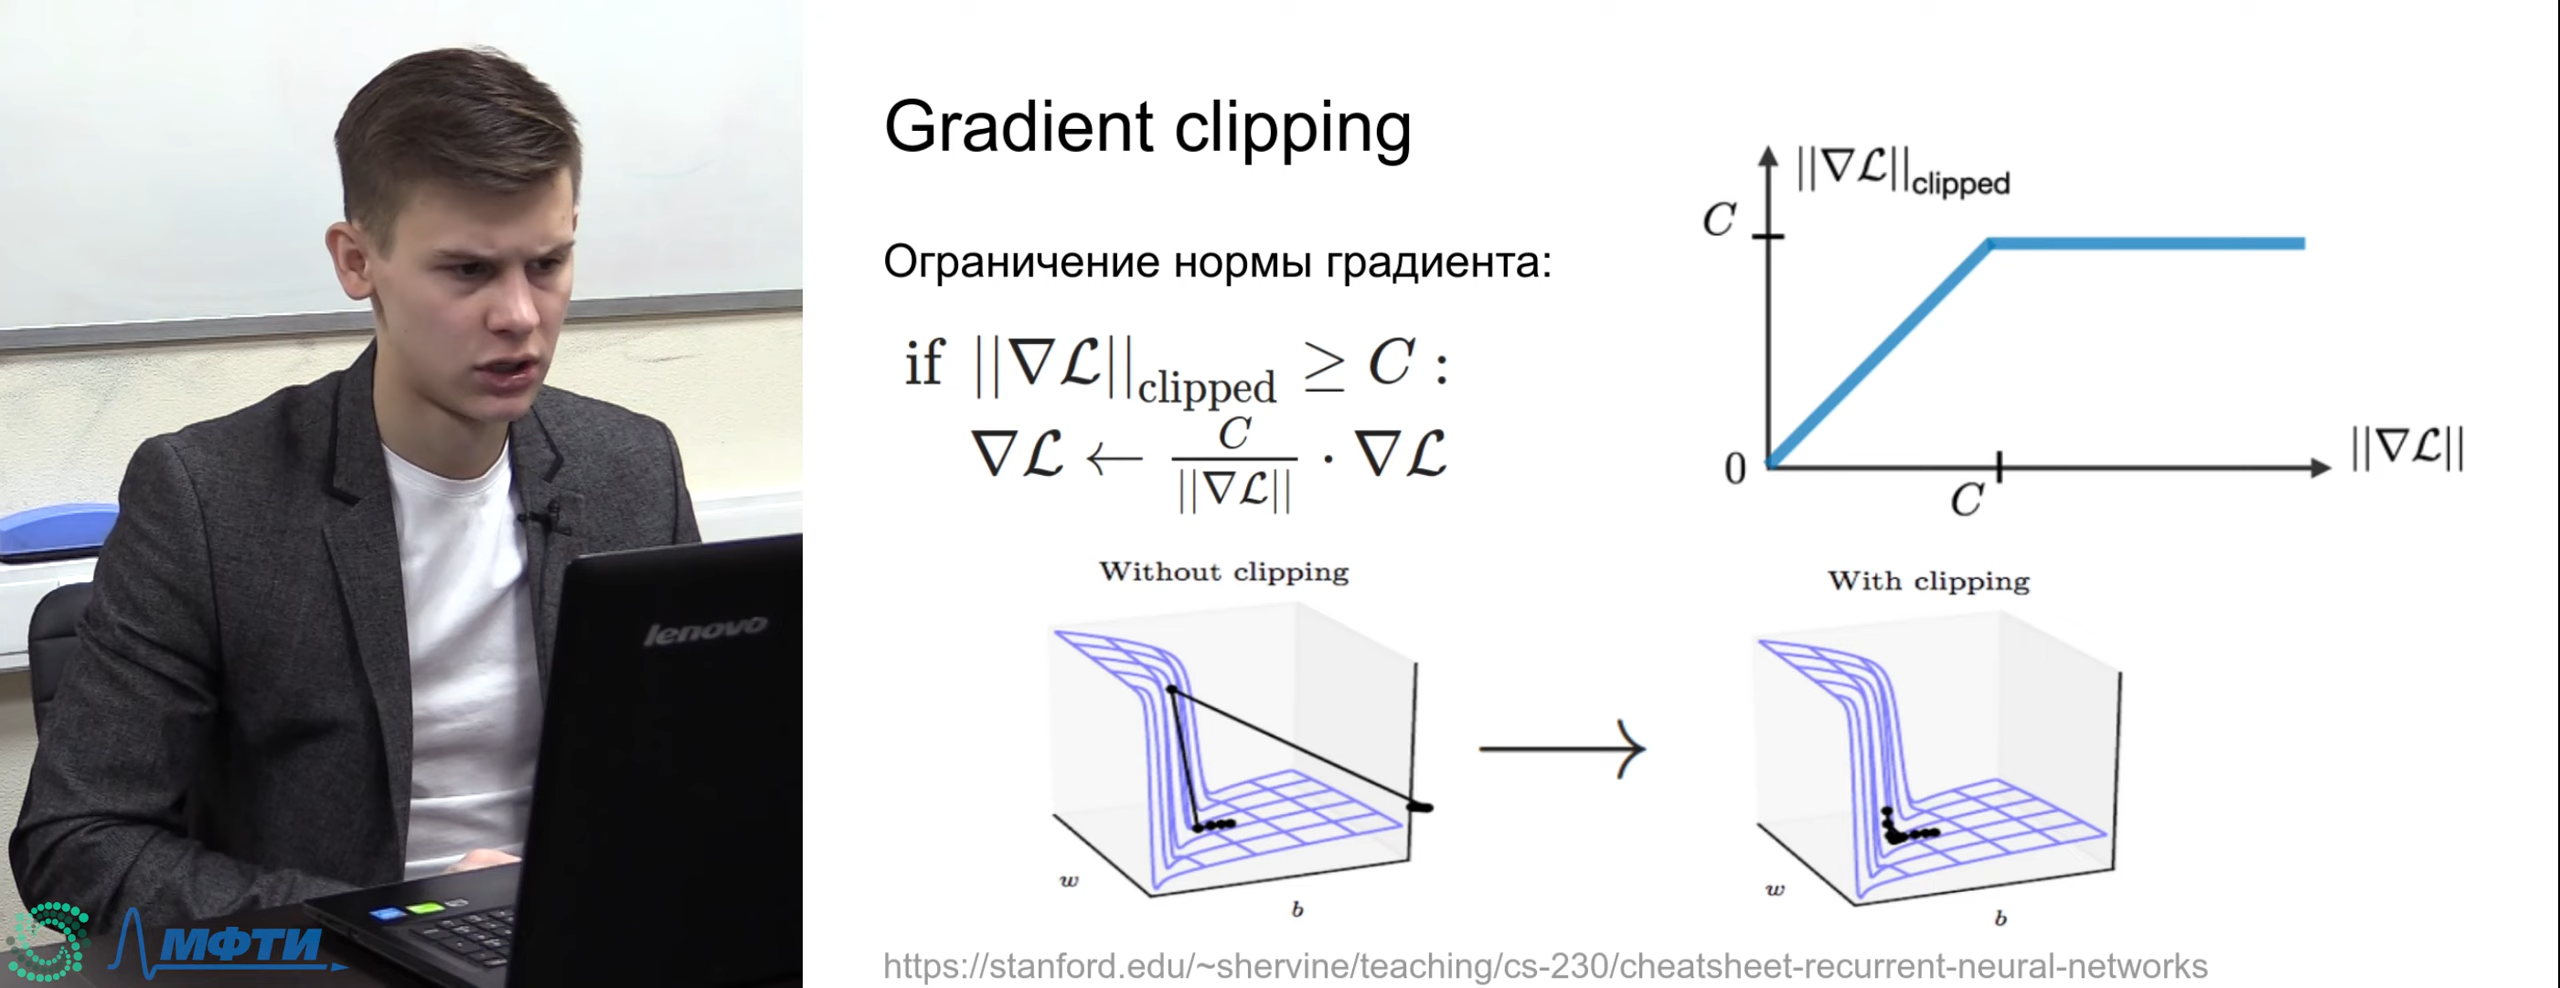 Gradient clipping
Ограничение нормы градиента:
if ||∇ℒ||clipped ≥ C :
∇ℒ ← C / ||∇ℒ|| · ∇ℒ
||∇ℒ||clipped
C
0
C
||∇ℒ||
Without clipping
w
b
With clipping
w
b
https://stanford.edu/~shervine/teaching/cs-230/cheatsheet-recurrent-neural-networks
lenovo
МФТИ